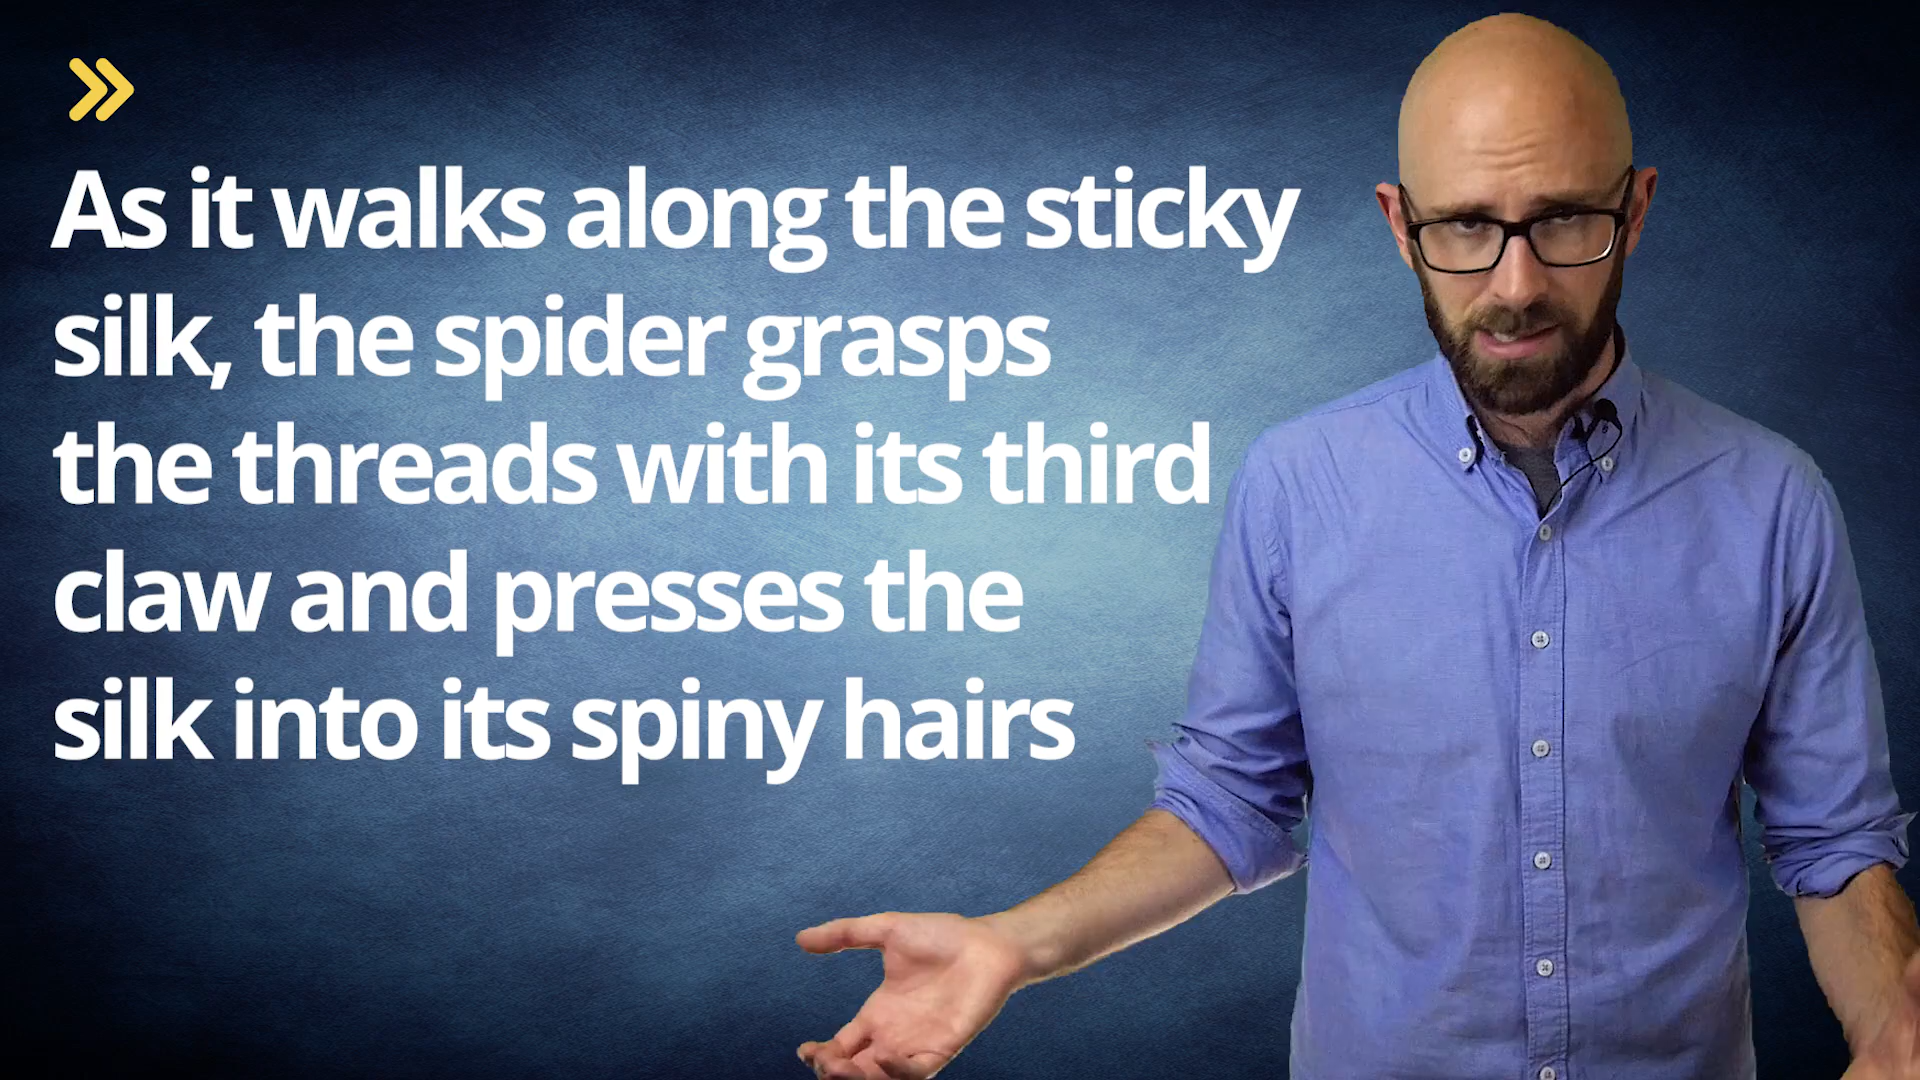 As it walks along the sticky
silk, the spider grasps
the threads with its third
claw and presses the
silk into its spiny hairs